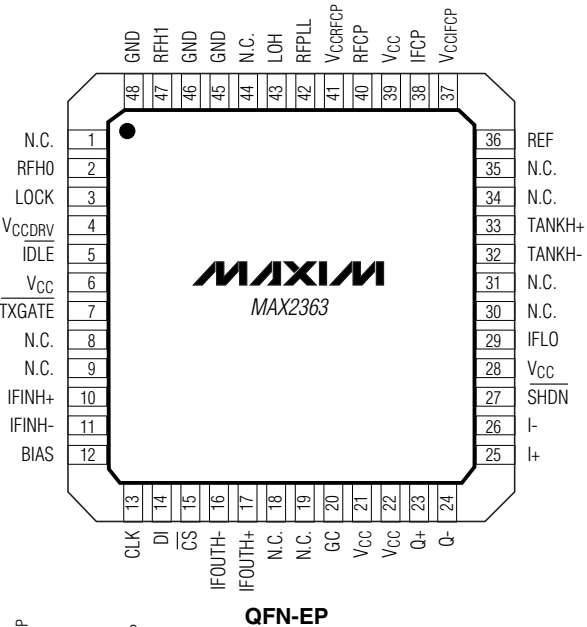 GND RFH1 GND GND N.C. LOH RFPLL VCCRFCP RFCP VCC IFCP VCCIFCP
48 47 46 45 44 43 42 41 40 39 38 37
N.C. 1 36 REF
RFH0 2 35 N.C.
LOCK 3 34 N.C.
VCCDRV 4 33 TANKH+
IDLE 5 32 TANKH-
VCC 6 31 N.C.
TXGATE 7 30 N.C.
N.C. 8 29 IFLO
N.C. 9 28 VCC
IFINH+ 10 27 SHDN
IFINH- 11 26 I-
BIAS 12 25 I+
MAXIM
MAX2363
13 14 15 16 17 18 19 20 21 22 23 24
CLK DI CS IFOUTH- IFOUTH+ N.C. N.C. GC VCC VCC Q+ Q-
QFN-EP